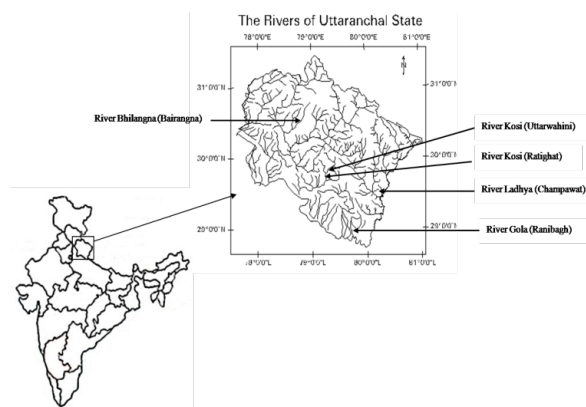 The Rivers of Uttaranchal State
78°0'0"E 79°0'0"E 80°0'0"E 81°0'0"E
N
31°0'0"N 31°0'0"N
River Bhilangna (Bairangna)
River Kosi (Uttarwahini)
30°0'0"N 30°0'0"N
River Kosi (Ratighat)
River Ladhya (Champawat)
29°0'0"N 29°0'0"N
River Gola (Ranibagh)
78°0'0"E 79°0'0"E 80°0'0"E 81°0'0"E